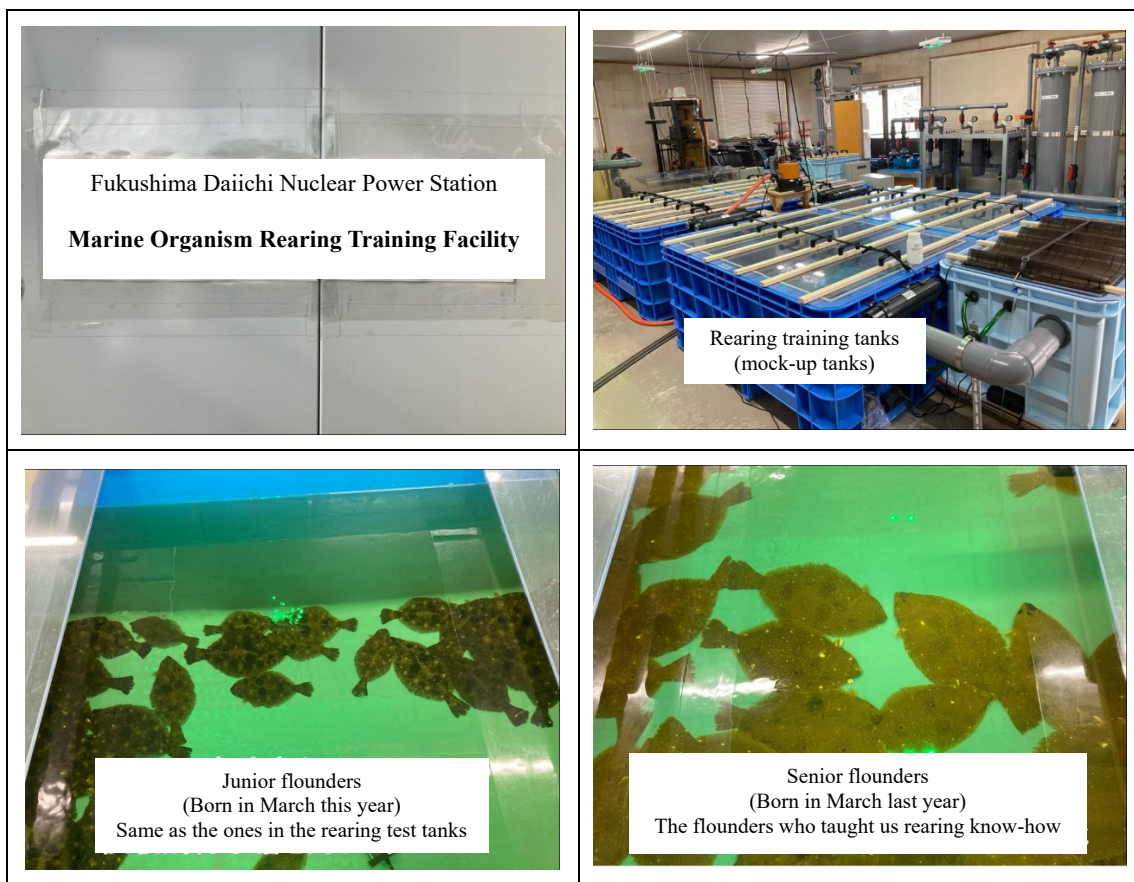 Fukushima Daiichi Nuclear Power Station
Marine Organism Rearing Training Facility
Rearing training tanks
(mock-up tanks)
Junior flounders
(Born in March this year)
Same as the ones in the rearing test tanks
Senior flounders
(Born in March last year)
The flounders who taught us rearing know-how